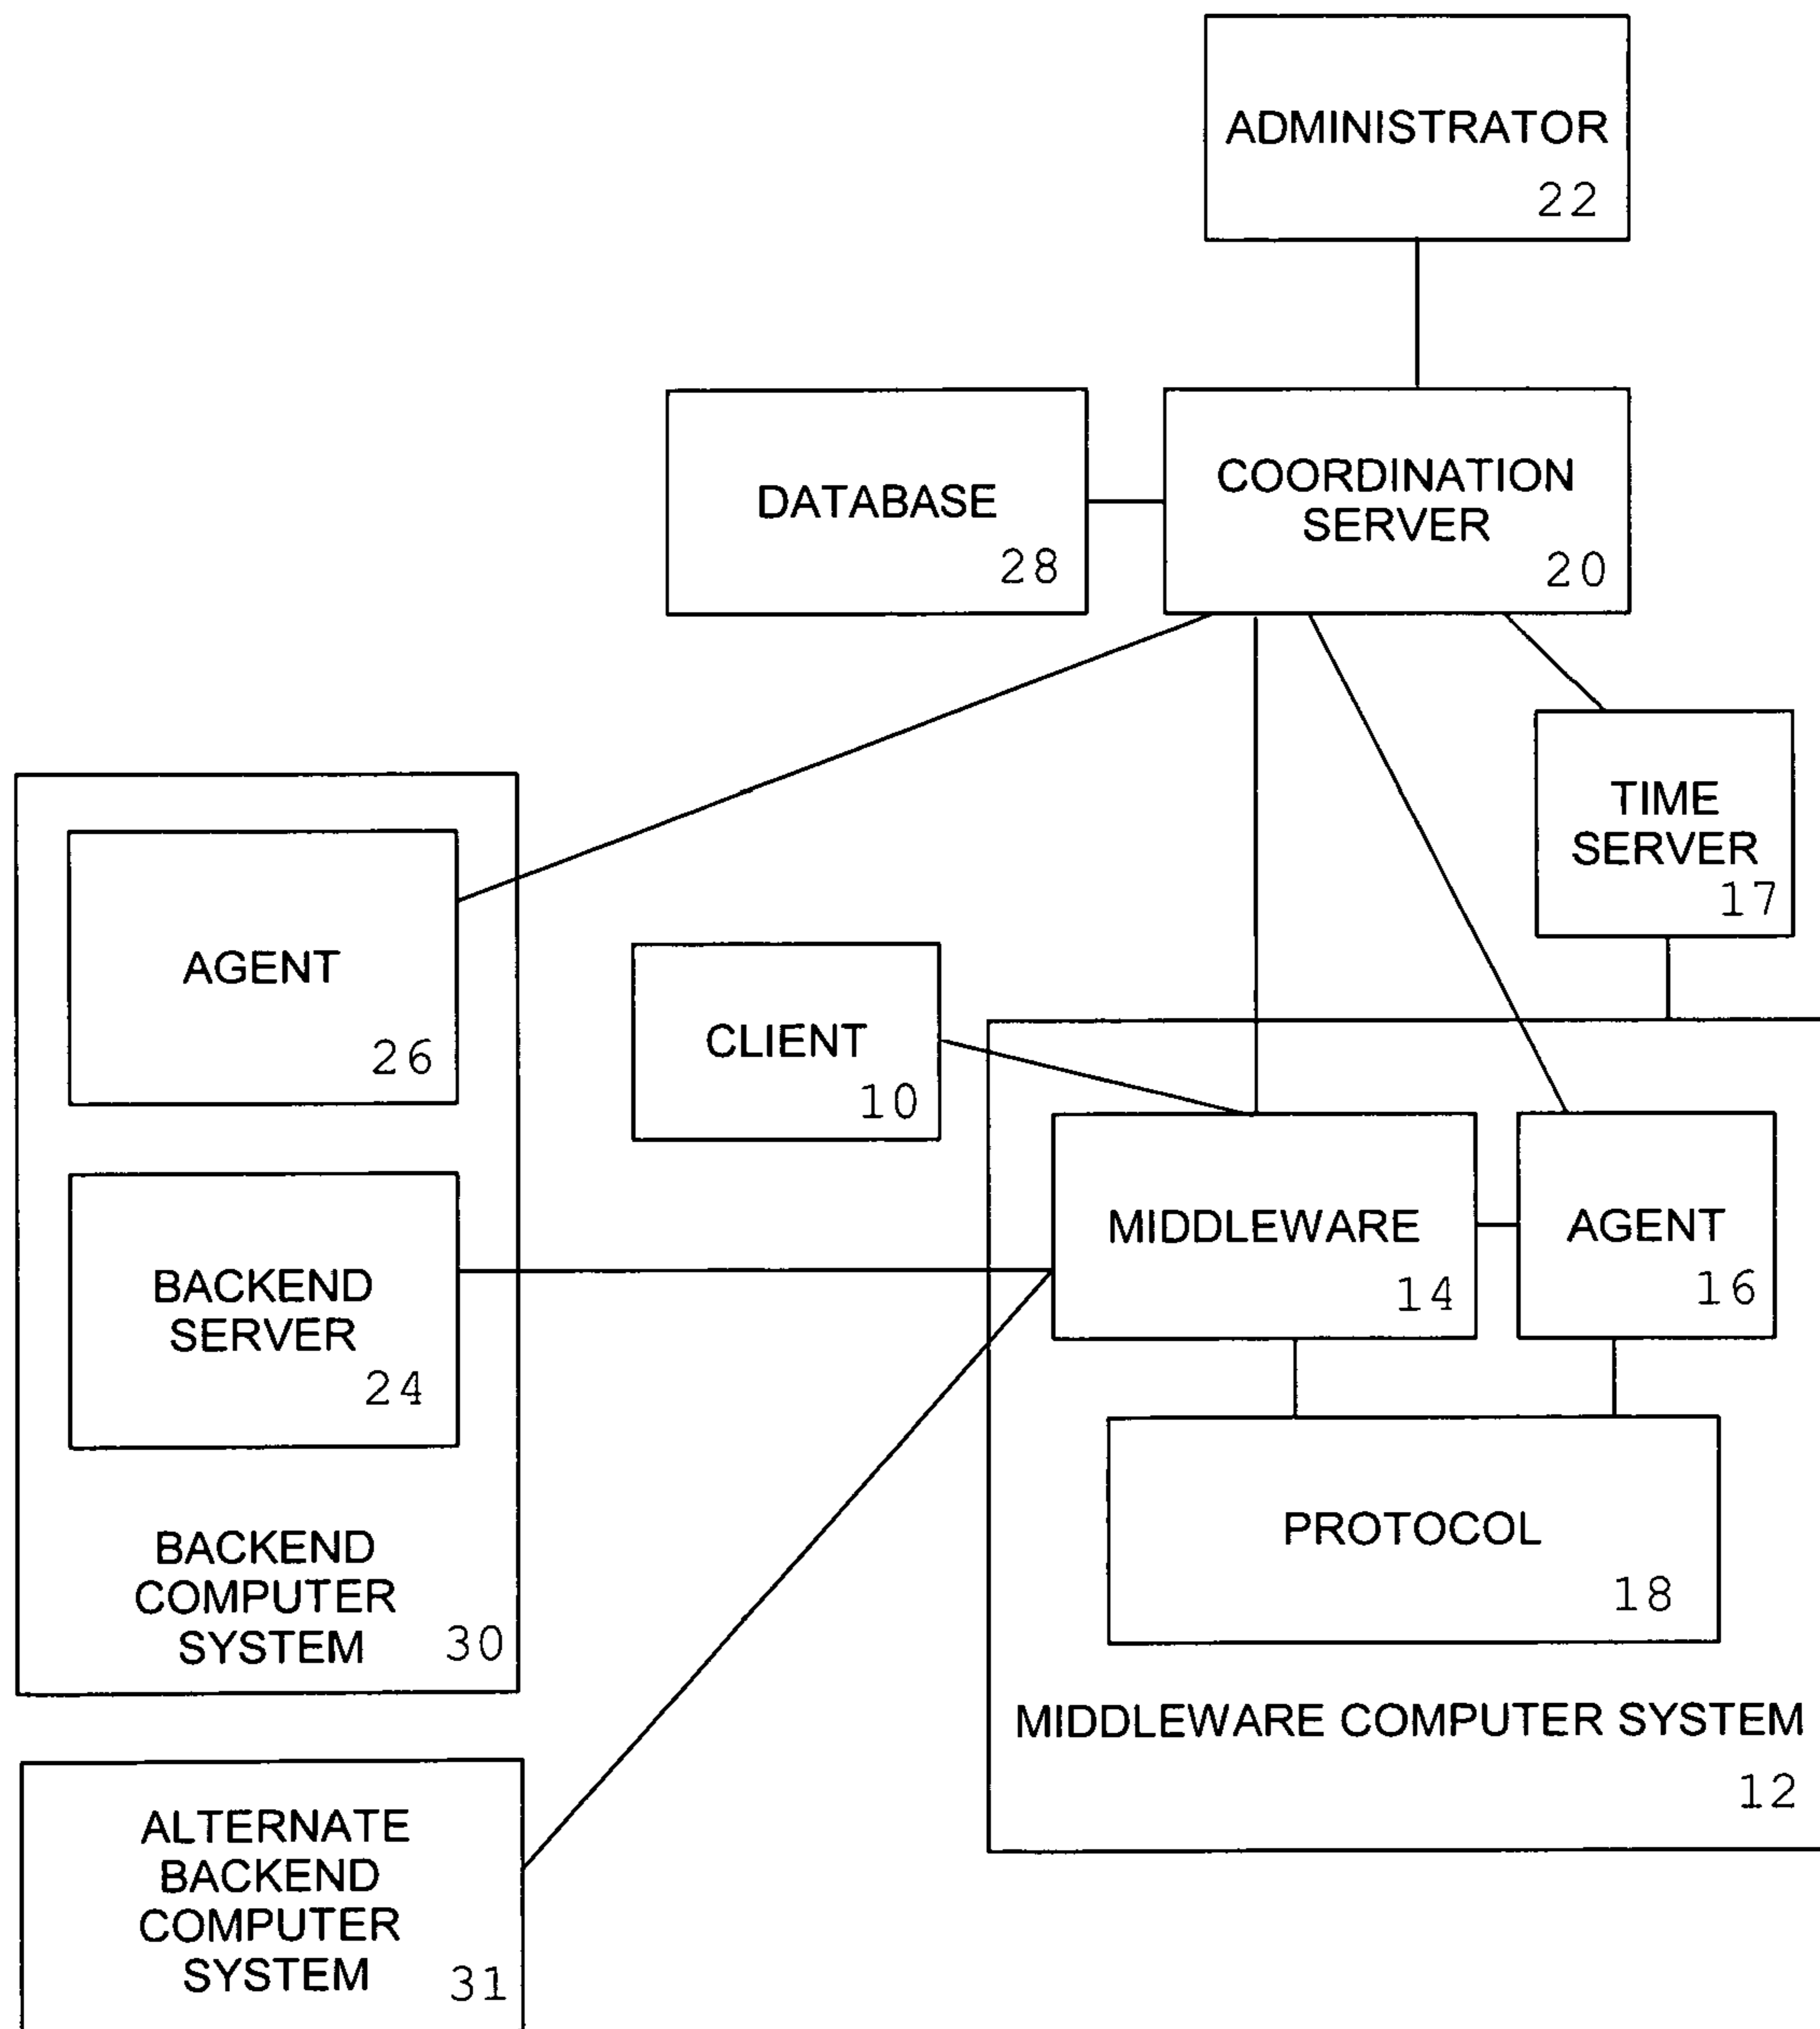 ADMINISTRATOR
22
DATABASE
28
COORDINATION
SERVER
20
TIME
SERVER
17
AGENT
26
CLIENT
10
BACKEND
SERVER
24
MIDDLEWARE
14
AGENT
16
PROTOCOL
18
BACKEND
COMPUTER
SYSTEM
30
MIDDLEWARE COMPUTER SYSTEM
12
ALTERNATE
BACKEND
COMPUTER
SYSTEM
31